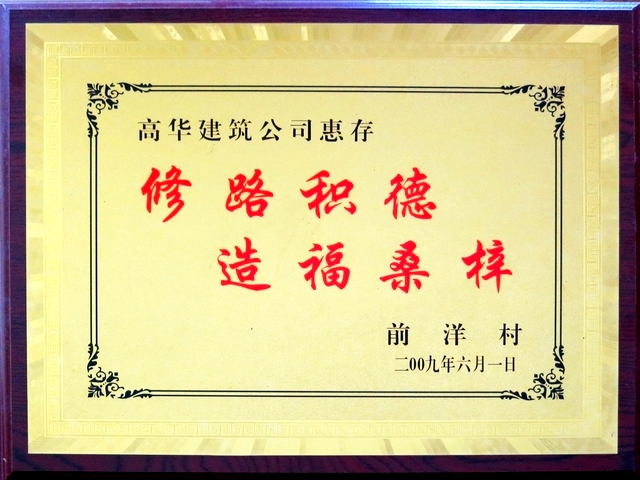 高华建筑公司惠存
修路积德
造福桑梓
前洋村
二00九年六月一日